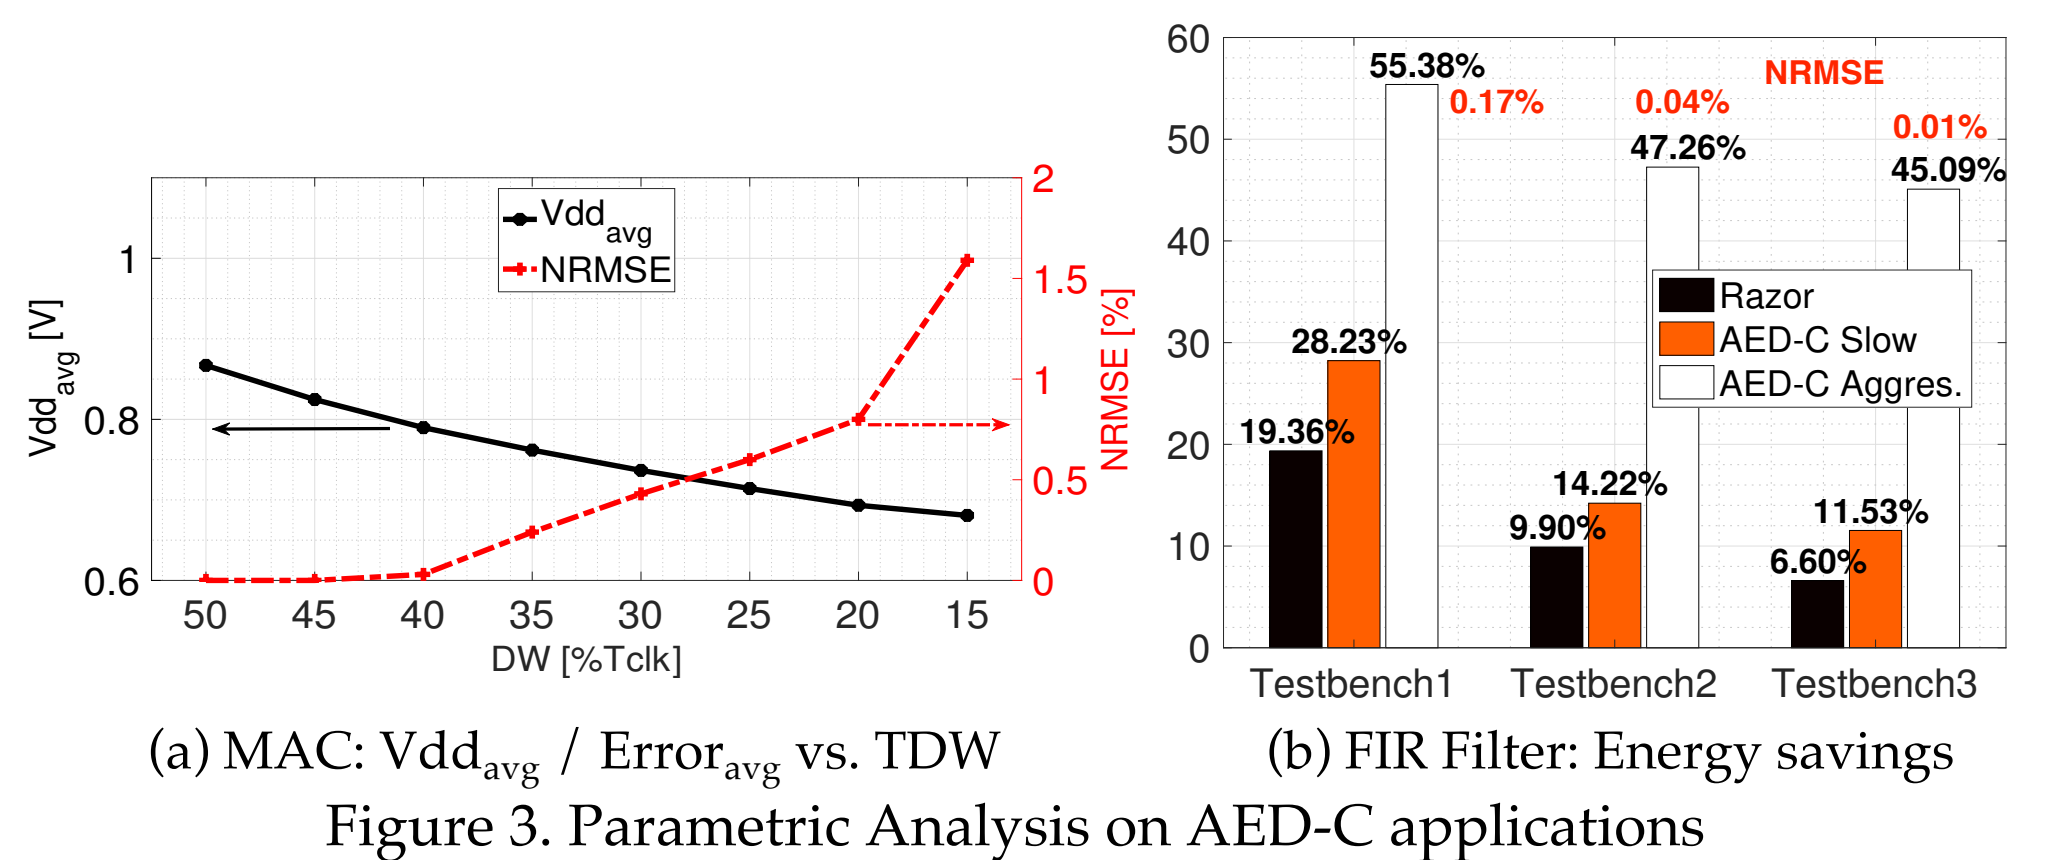 1
0.8
0.6
Vddavg [V]
Vddavg
NRMSE
2
1.5
1
0.5
0
NRMSE [%]
50 45 40 35 30 25 20 15
DW [%Tclk]
(a) MAC: Vddavg / Erroravg vs. TDW
60
50
40
30
20
10
0
55.38%
0.17%
0.04%
NRMSE
0.01%
47.26%
45.09%
28.23%
19.36%
14.22%
9.90%
11.53%
6.60%
Razor
AED-C Slow
AED-C Aggres.
Testbench1 Testbench2 Testbench3
(b) FIR Filter: Energy savings
Figure 3. Parametric Analysis on AED-C applications